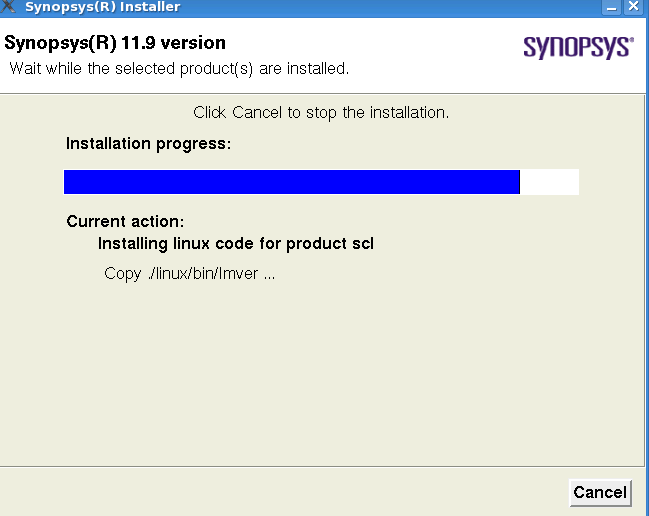 Synopsys(R) Installer
Synopsys(R) 11.9 version
SYNOPSYS®
Wait while the selected product(s) are installed.
Click Cancel to stop the installation.
Installation progress:
Current action:
Installing linux code for product scl
Copy ./linux/bin/lmver ...
Cancel